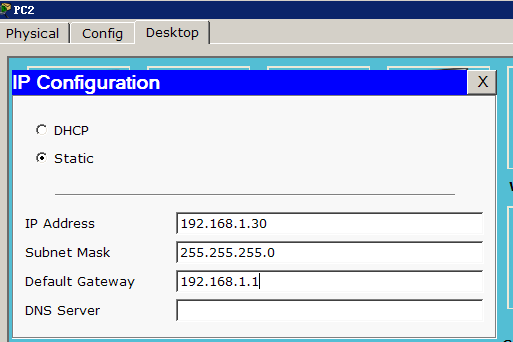 PC2
Physical Config Desktop
IP Configuration X
DHCP
Static
IP Address 192.168.1.30
Subnet Mask 255.255.255.0
Default Gateway 192.168.1.1
DNS Server